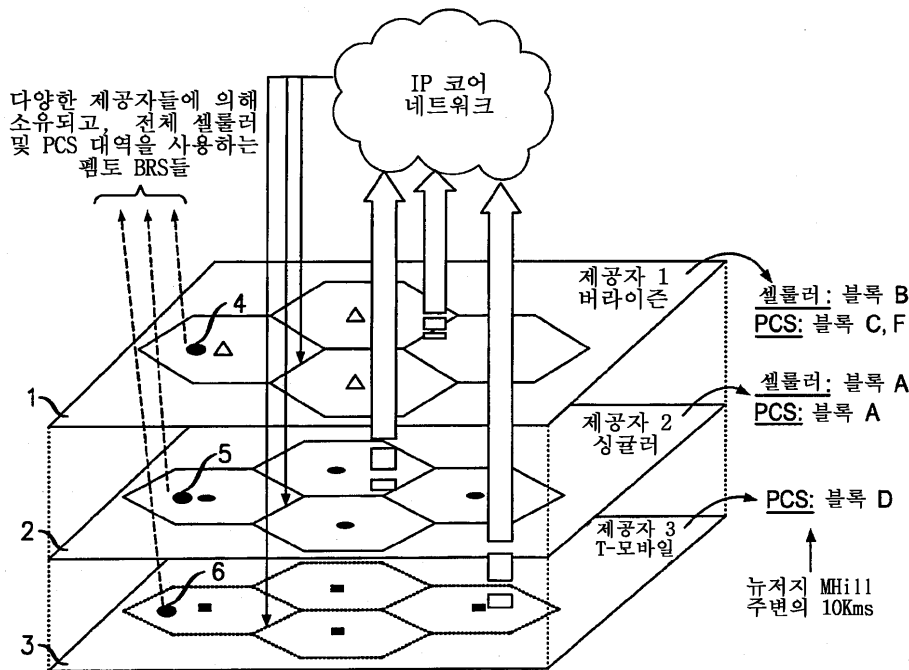 IP 코어
네트워크
다양한 제공자들에 의해
소유되고, 전체 셀룰러
및 PCS 대역을 사용하는
펨토 BRS들
제공자 1
버라이즌
셀룰러: 블록 B
PCS: 블록 C, F
4
1
셀룰러: 블록 A
PCS: 블록 A
제공자 2
싱귤러
5
2
PCS: 블록 D
제공자 3
T-모바일
6
3
뉴저지 MHill
주변의 10Kms